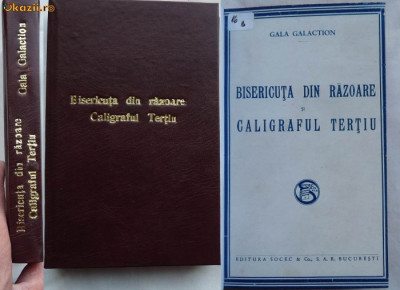 Okazii.ro
Bisericuța din răzoare Gala Galaction
Caligraful Terțiu
Bisericuța din răzoare
Caligraful Terțiu
GALA GALACTION
BISERICUȚA DIN RĂZOARE
ȘI
CALIGRAFUL TERȚIU
EDITURA SOCEC & Co., S. A. R. BUCUREȘTI